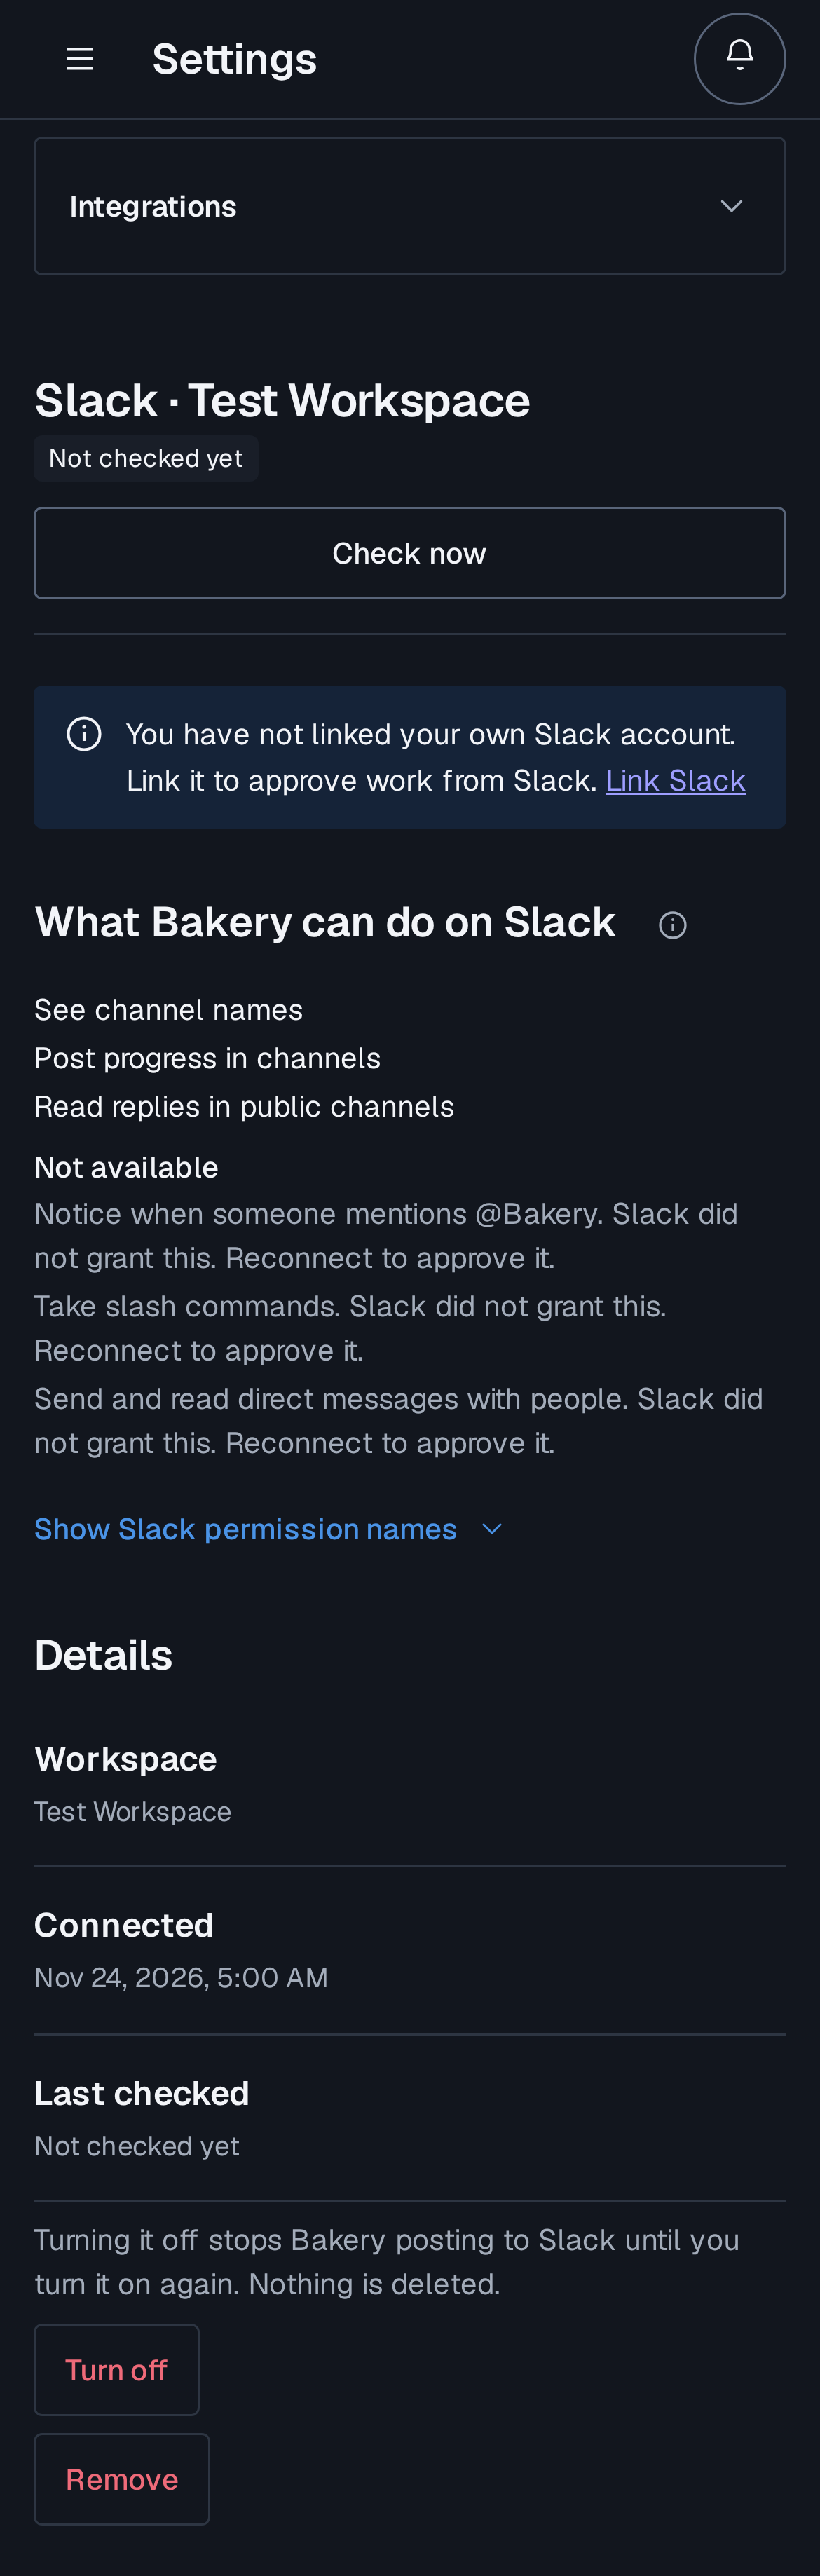 Settings
Integrations
Slack · Test Workspace
Not checked yet
Check now
You have not linked your own Slack account.
Link it to approve work from Slack. Link Slack
What Bakery can do on Slack
See channel names
Post progress in channels
Read replies in public channels
Not available
Notice when someone mentions @Bakery. Slack did
not grant this. Reconnect to approve it.
Take slash commands. Slack did not grant this.
Reconnect to approve it.
Send and read direct messages with people. Slack did
not grant this. Reconnect to approve it.
Show Slack permission names
Details
Workspace
Test Workspace
Connected
Nov 24, 2026, 5:00 AM
Last checked
Not checked yet
Turning it off stops Bakery posting to Slack until you
turn it on again. Nothing is deleted.
Turn off
Remove